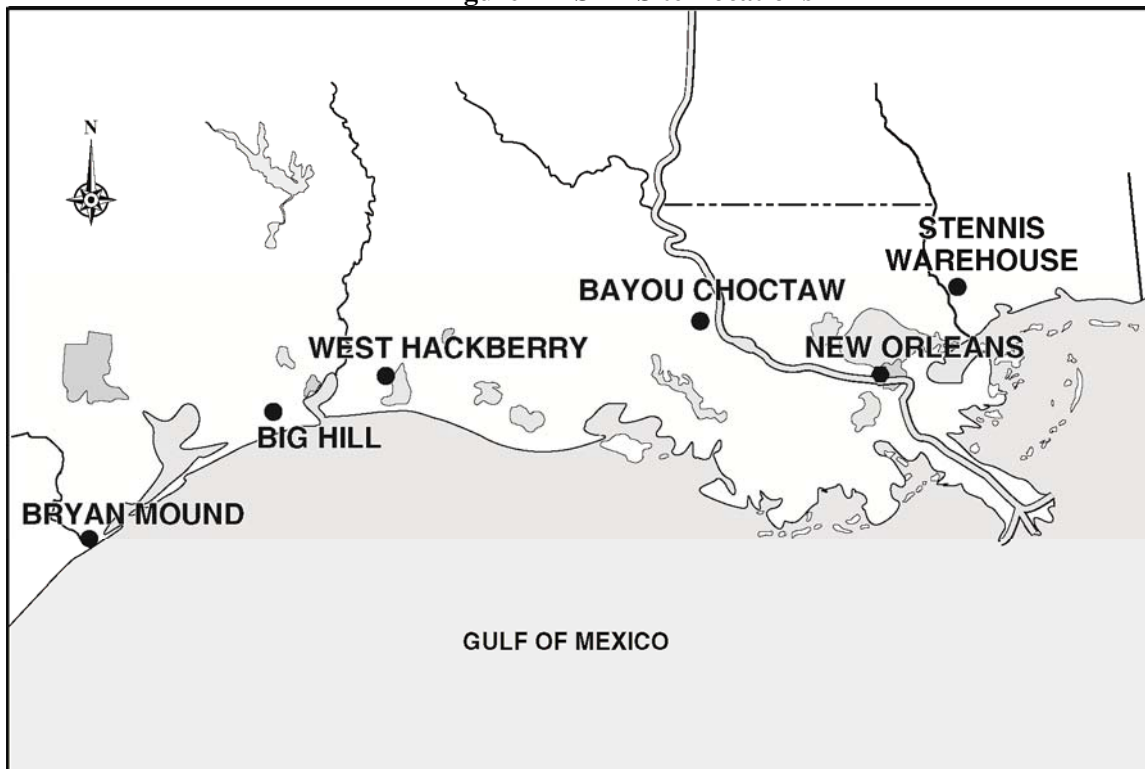 N
STENNIS
WAREHOUSE
BAYOU CHOCTAW
WEST HACKBERRY
NEW ORLEANS
BIG HILL
BRYAN MOUND
GULF OF MEXICO